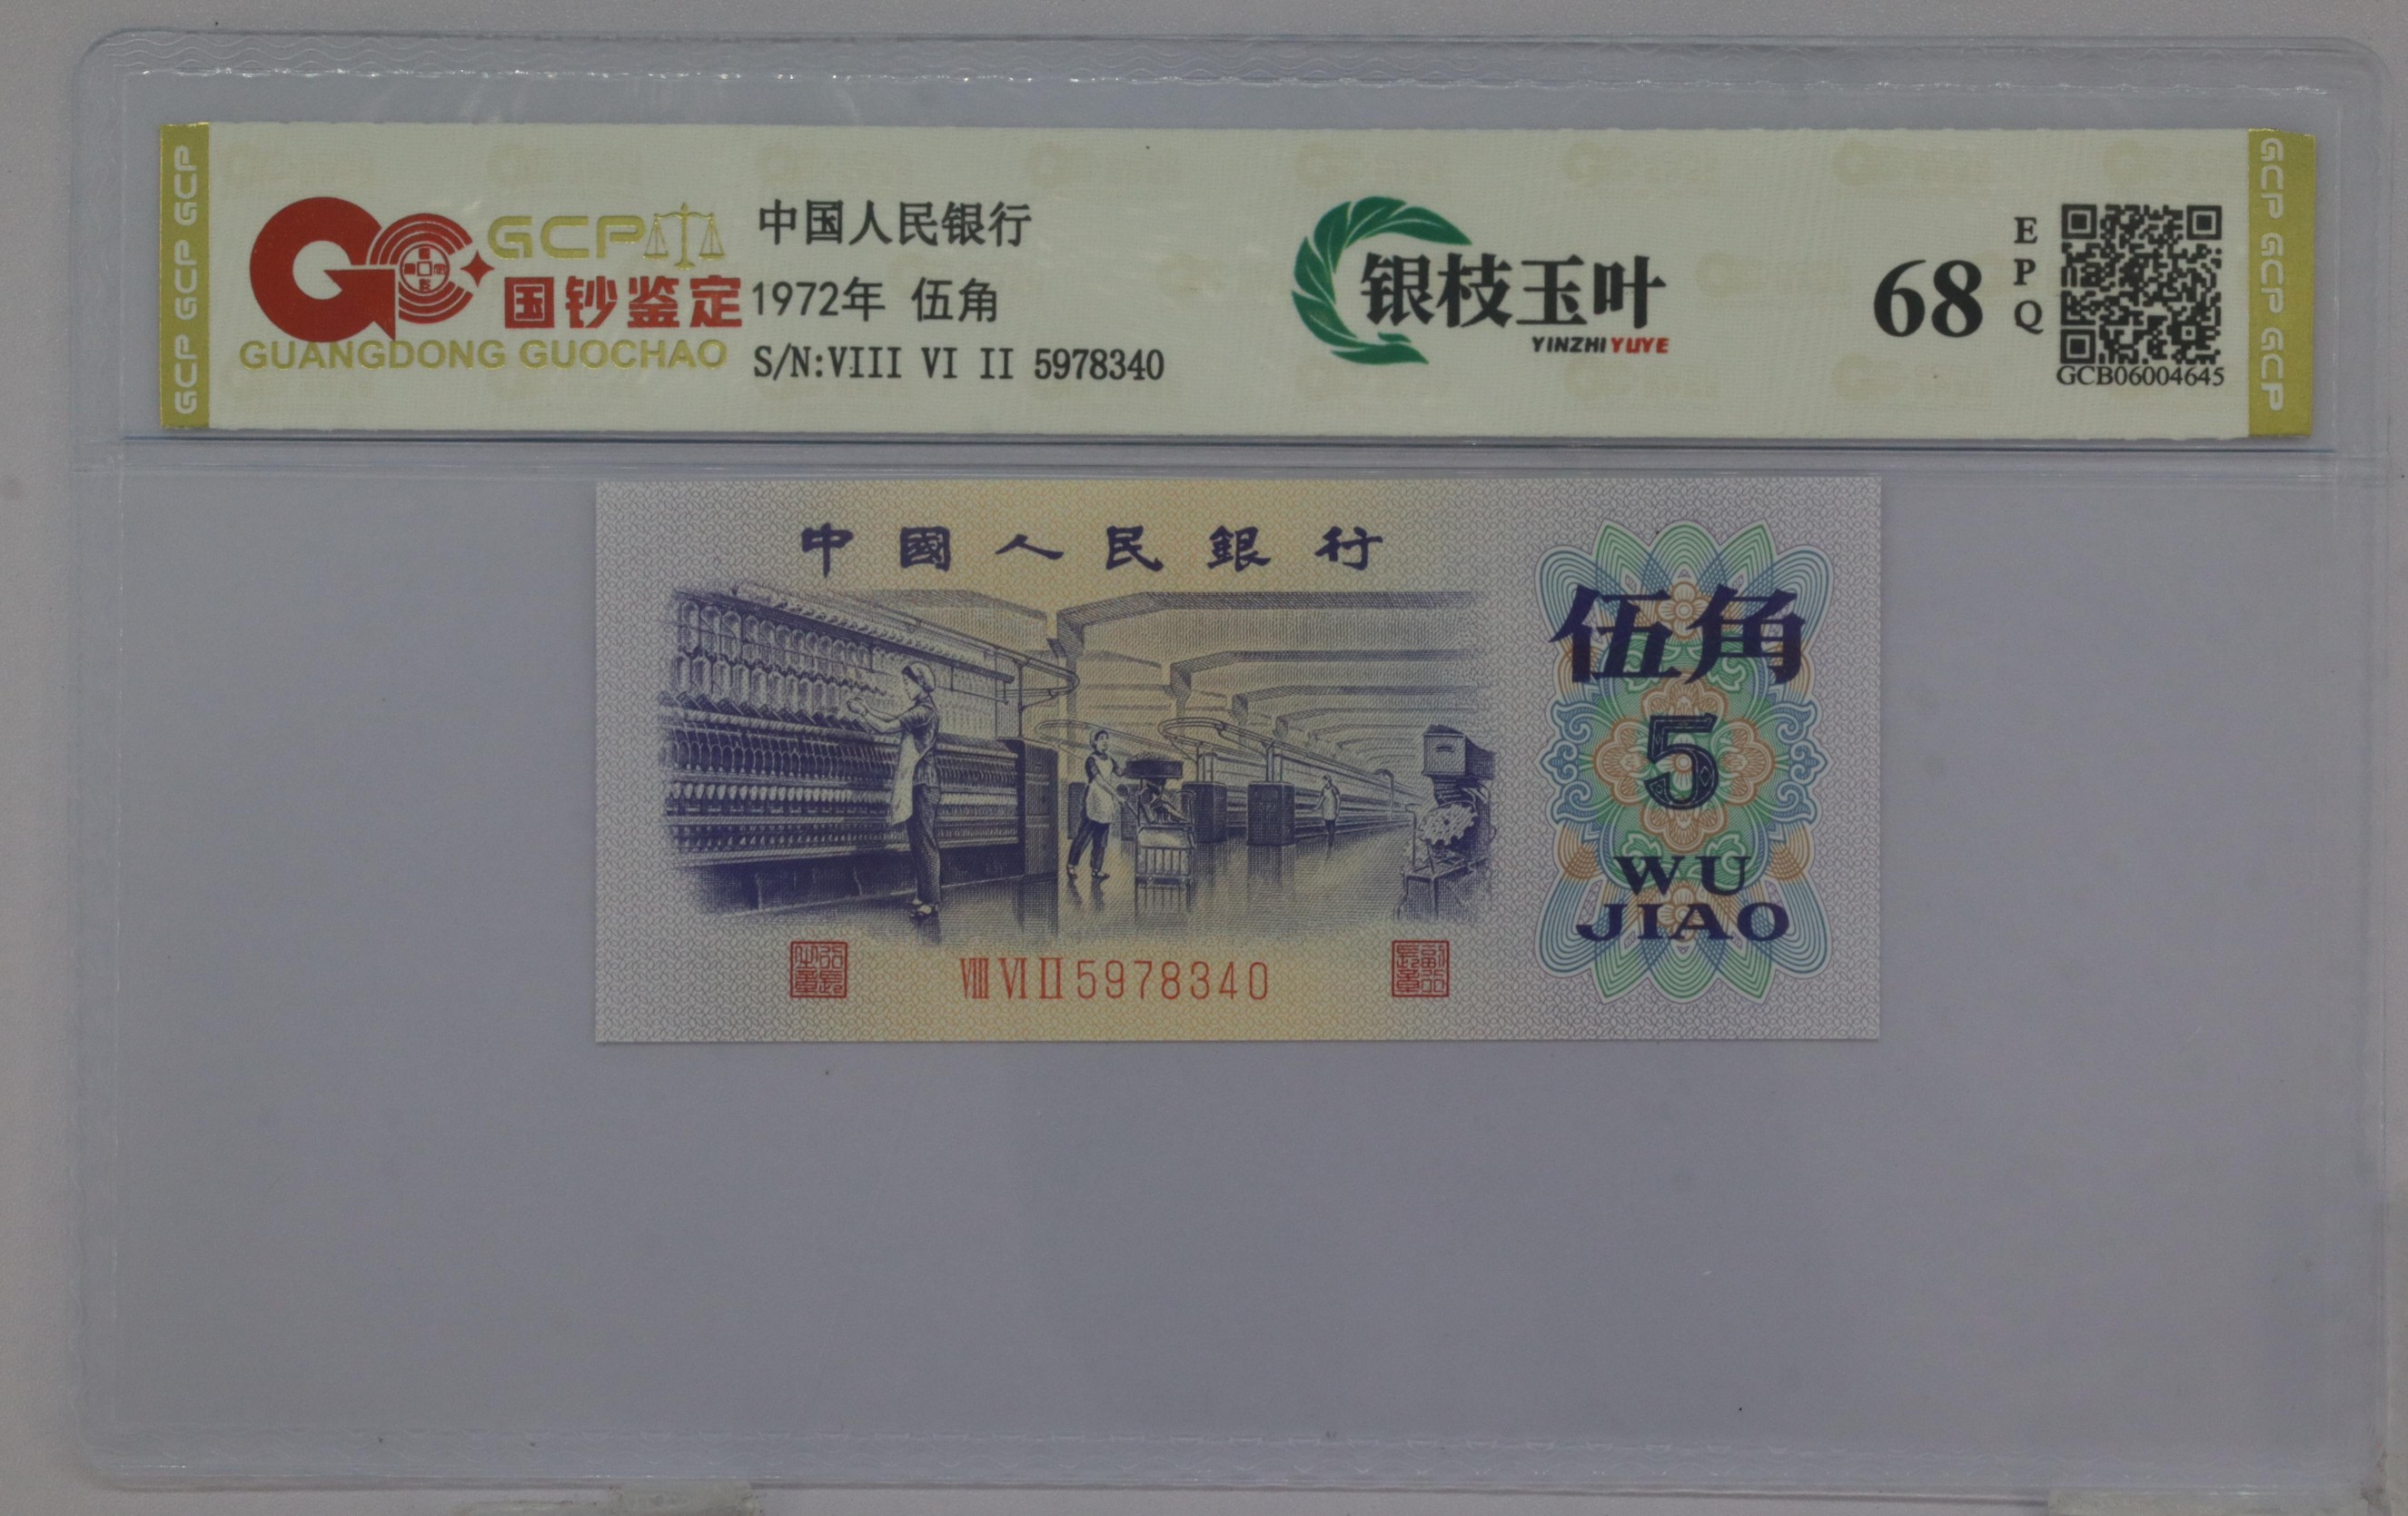 GCP GCP GCP
GCP
国钞鉴定
GUANGDONG GUOCHAO
中国人民银行
1972年 伍角
S/N:VIII VI II 5978340
银枝玉叶
YINZHI YUYE
68
EPQ
GCB06004645
GCP GCP GCP
中國人民銀行
伍角
5
WU
JIAO
VIII VI II 5978340